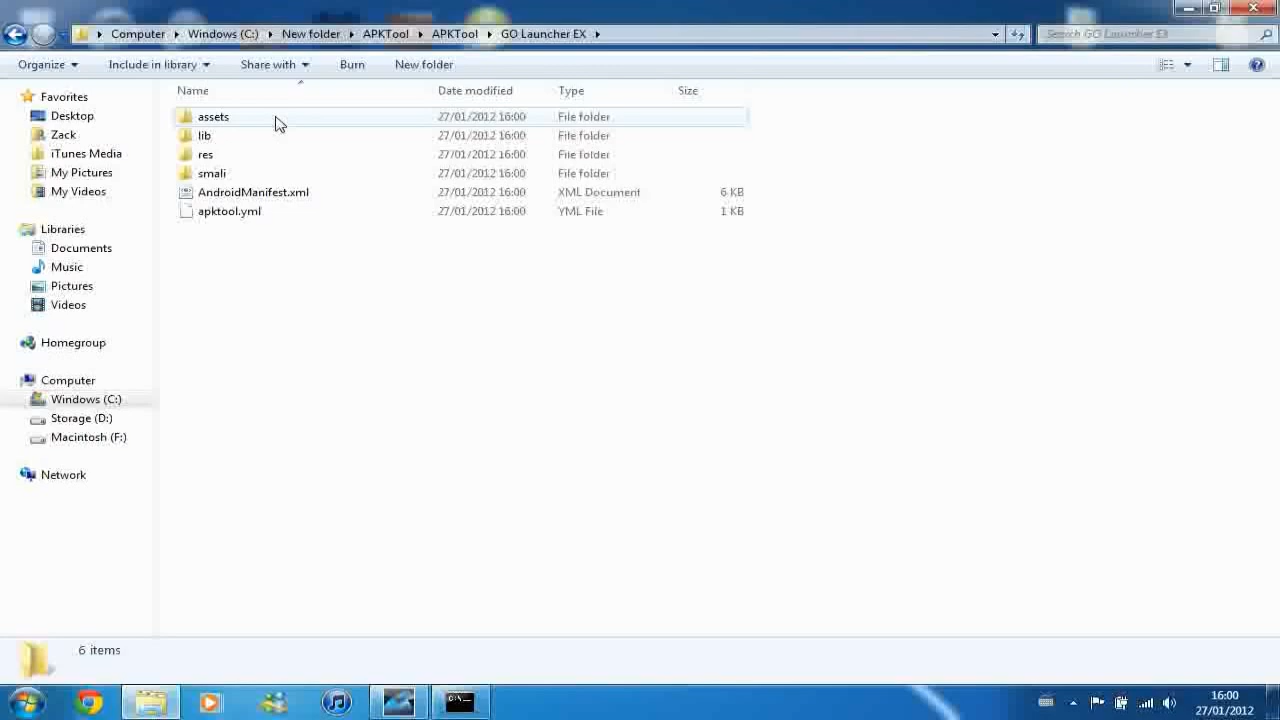 Computer Windows (C:) New folder APKTool APKTool GO Launcher EX Search GO Launcher EX
Organize Include in library Share with Burn New folder
Name Date modified Type Size
Favorites
Desktop
Zack
iTunes Media
My Pictures
My Videos
Libraries
Documents
Music
Pictures
Videos
Homegroup
Computer
Windows (C:)
Storage (D:)
Macintosh (F:)
Network
assets 27/01/2012 16:00 File folder
lib 27/01/2012 16:00 File folder
res 27/01/2012 16:00 File folder
smali 27/01/2012 16:00 File folder
AndroidManifest.xml 27/01/2012 16:00 XML Document 6 KB
apktool.yml 27/01/2012 16:00 YML File 1 KB
6 items
16:00
27/01/2012